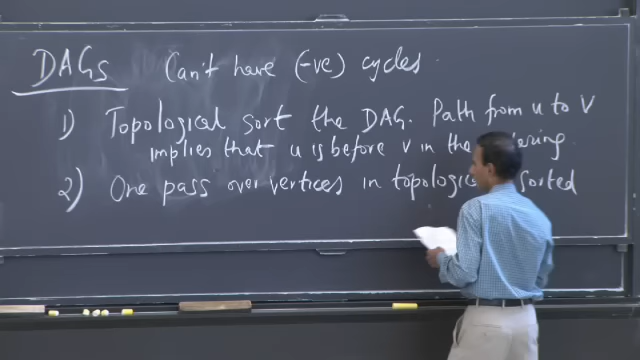 DAGs Can't have (-ve) cycles.
1) Topological sort the DAG. Path from u to V
implies that u is before v in the
2) One pass over vertices in sorted